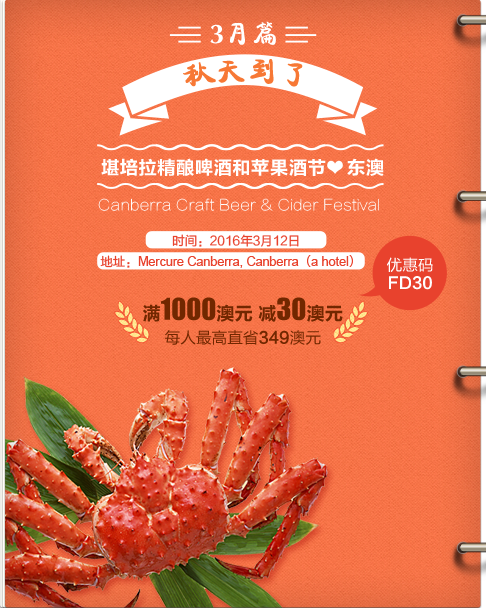 3月篇
秋天到了
堪培拉精酿啤酒和苹果酒节❤东澳
Canberra Craft Beer & Cider Festival
时间：2016年3月12日
地址：Mercure Canberra, Canberra（a hotel）
优惠码
FD30
满1000澳元 减30澳元
每人最高直省349澳元